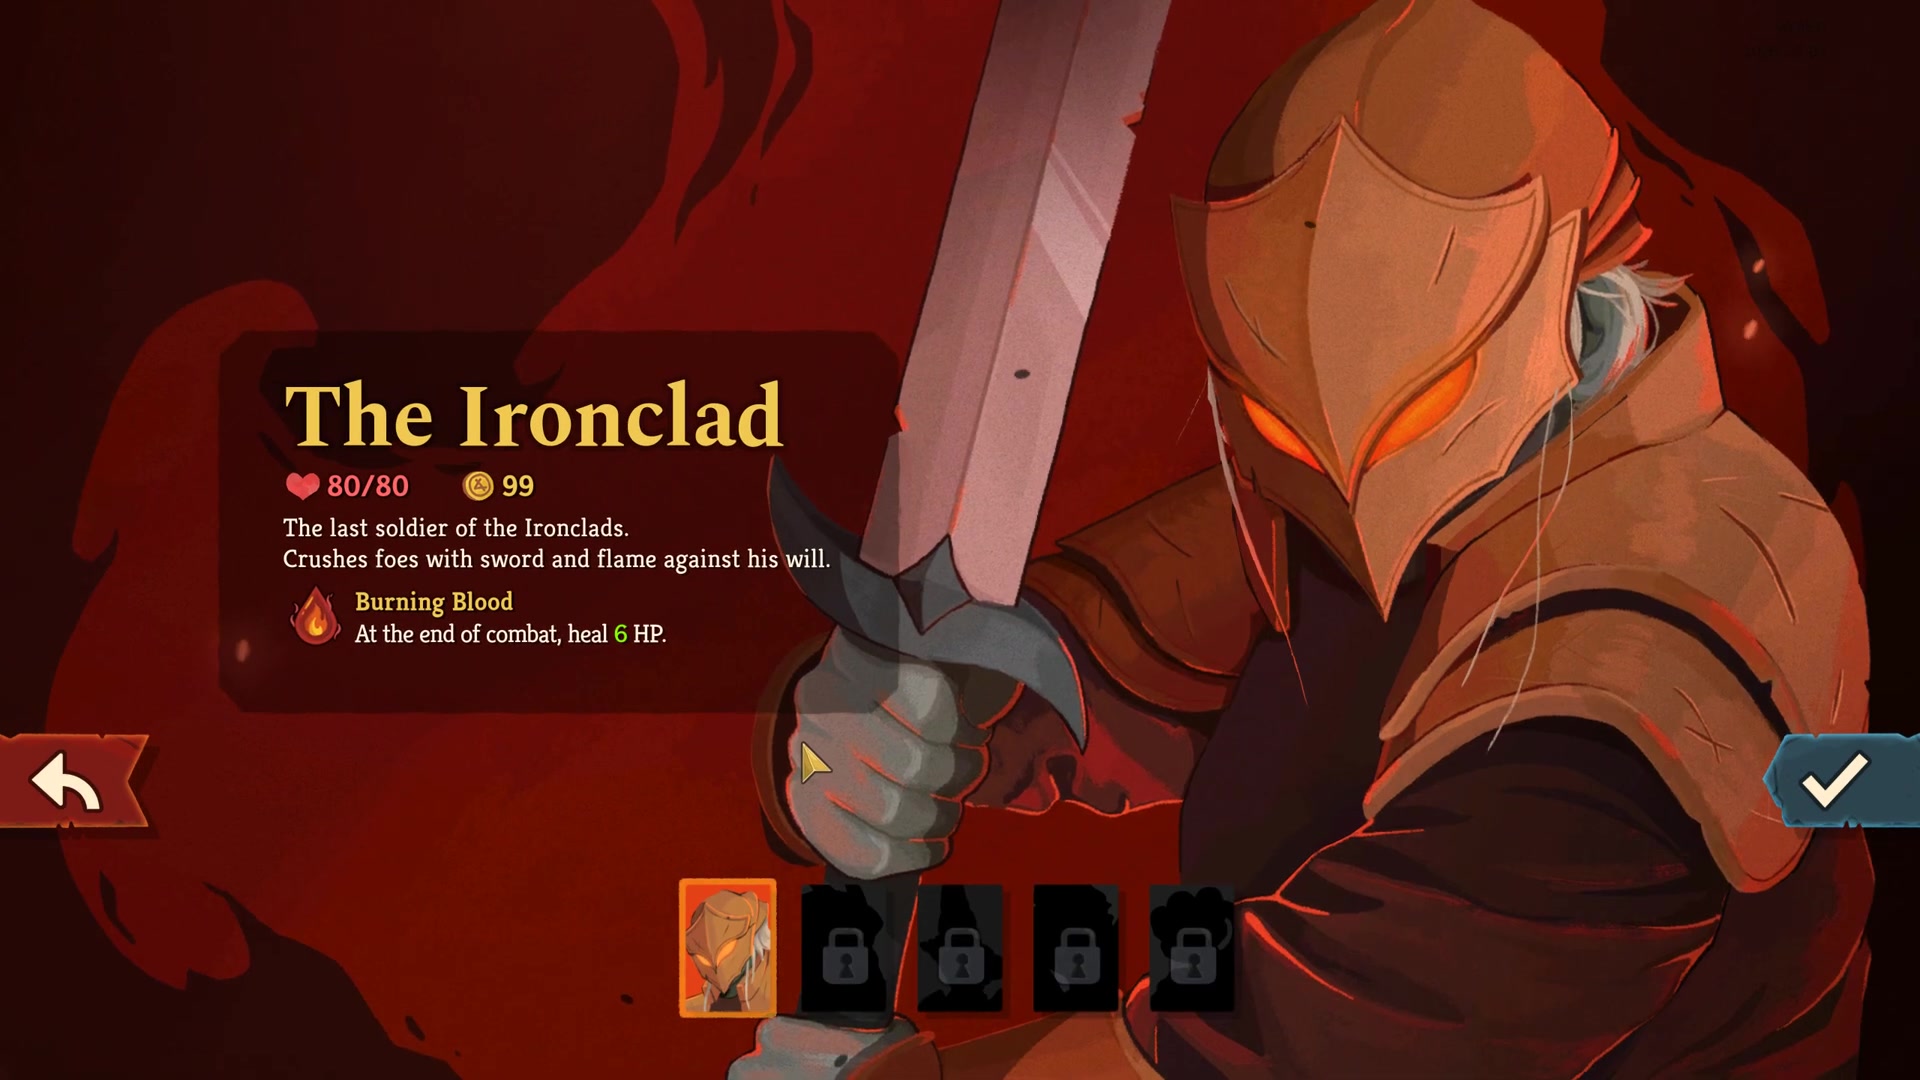 The Ironclad
80/80 99
The last soldier of the Ironclads.
Crushes foes with sword and flame against his will.
Burning Blood
At the end of combat, heal 6 HP.